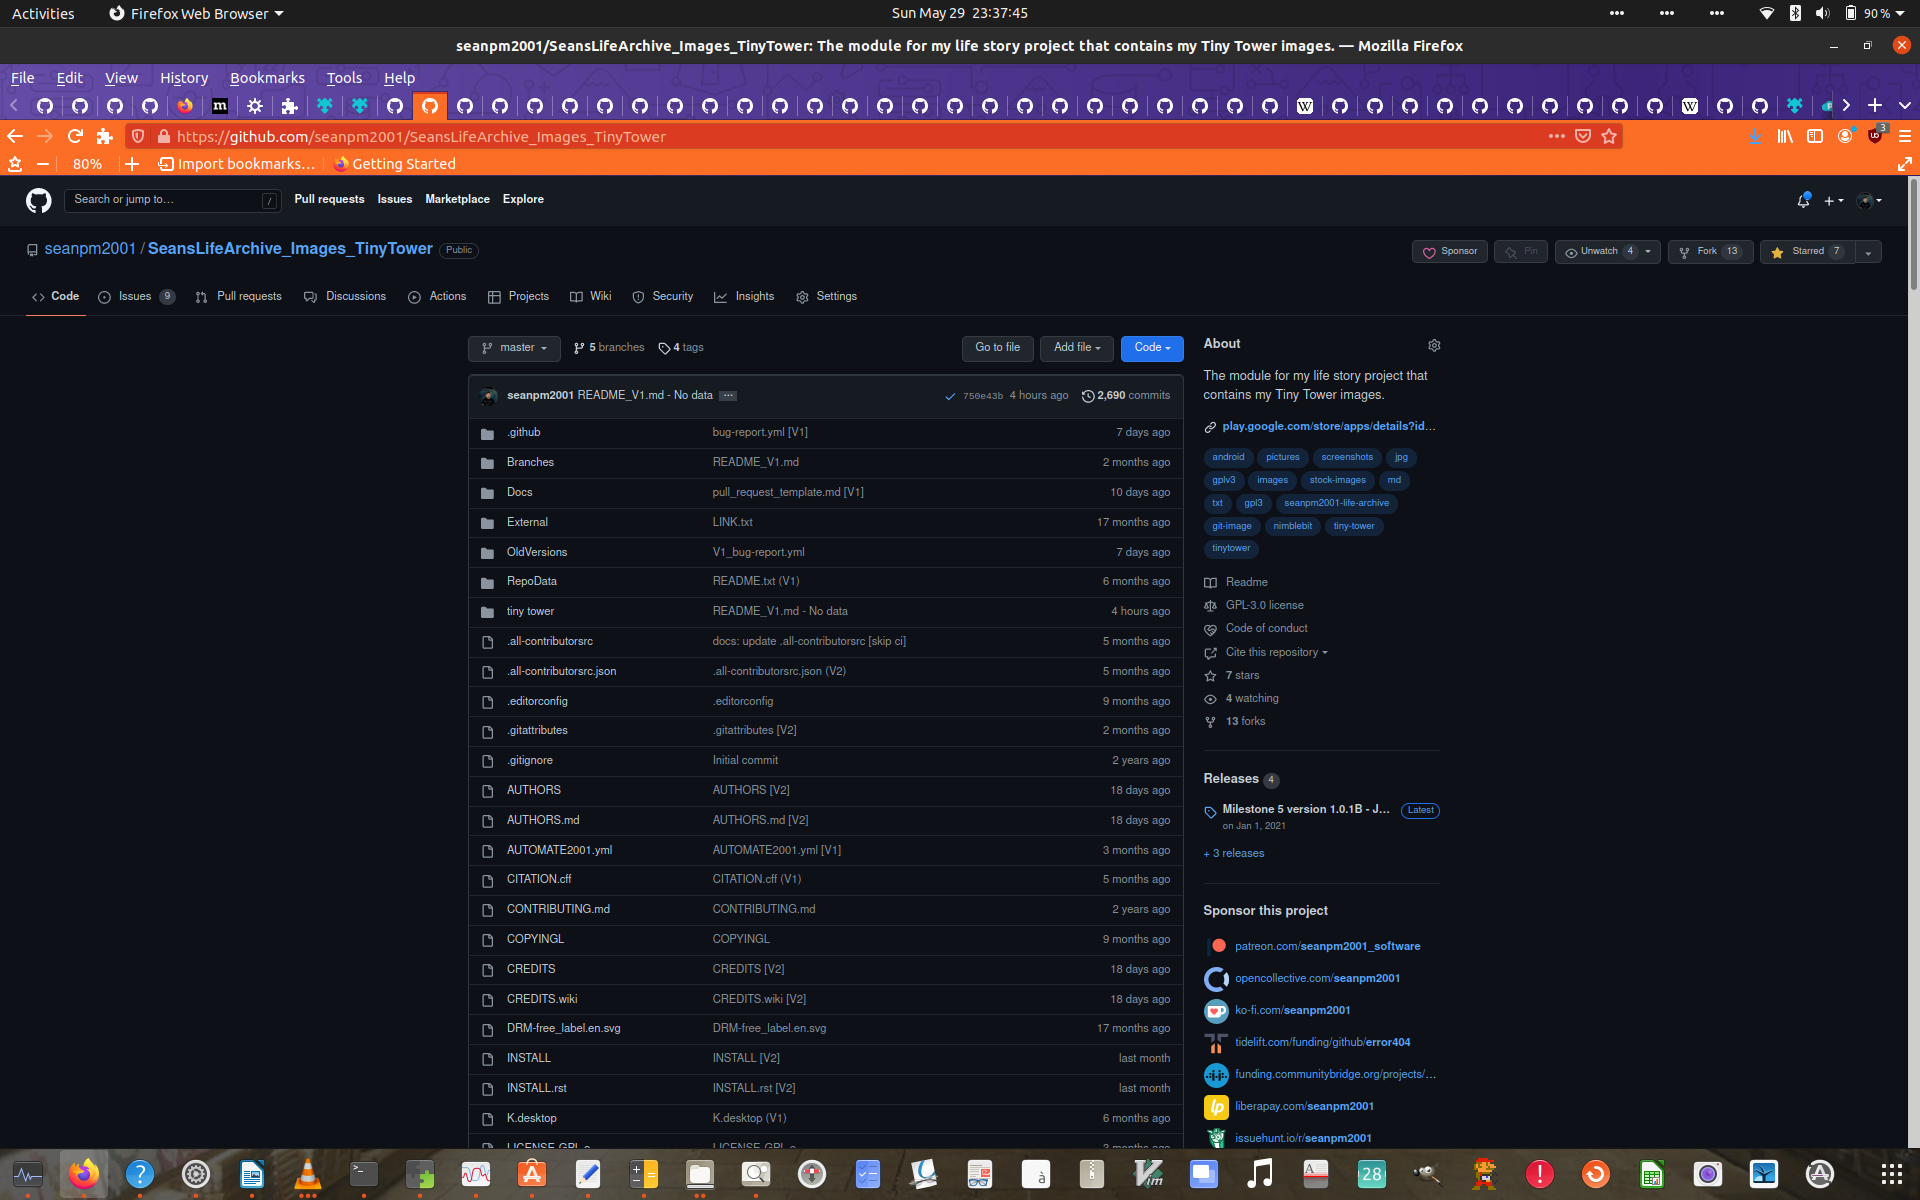 Activities Firefox Web Browser Sun May 29 23:37:45 90 %
seanpm2001/SeansLifeArchive_Images_TinyTower: The module for my life story project that contains my Tiny Tower images. — Mozilla Firefox
File Edit View History Bookmarks Tools Help
https://github.com/seanpm2001/SeansLifeArchive_Images_TinyTower 3
80% Import bookmarks... Getting Started
Search or jump to... / Pull requests Issues Marketplace Explore
seanpm2001 / SeansLifeArchive_Images_TinyTower Public Sponsor Pin Unwatch 4 Fork 13 Starred 7
Code Issues 9 Pull requests Discussions Actions Projects Wiki Security Insights Settings
master 5 branches 4 tags Go to file Add file Code
seanpm2001 README_V1.md - No data ... 750e43b 4 hours ago 2,690 commits
.github bug-report.yml [V1] 7 days ago
Branches README_V1.md 2 months ago
Docs pull_request_template.md [V1] 10 days ago
External LINK.txt 17 months ago
OldVersions V1_bug-report.yml 7 days ago
RepoData README.txt (V1) 6 months ago
tiny tower README_V1.md - No data 4 hours ago
.all-contributorsrc docs: update .all-contributorsrc [skip ci] 5 months ago
.all-contributorsrc.json .all-contributorsrc.json (V2) 5 months ago
.editorconfig .editorconfig 9 months ago
.gitattributes .gitattributes [V2] 2 months ago
.gitignore Initial commit 2 years ago
AUTHORS AUTHORS [V2] 18 days ago
AUTHORS.md AUTHORS.md [V2] 18 days ago
AUTOMATE2001.yml AUTOMATE2001.yml [V1] 3 months ago
CITATION.cff CITATION.cff (V1) 5 months ago
CONTRIBUTING.md CONTRIBUTING.md 2 years ago
COPYINGL COPYINGL 9 months ago
CREDITS CREDITS [V2] 18 days ago
CREDITS.wiki CREDITS.wiki [V2] 18 days ago
DRM-free_label.en.svg DRM-free_label.en.svg 17 months ago
INSTALL INSTALL [V2] last month
INSTALL.rst INSTALL.rst [V2] last month
K.desktop K.desktop (V1) 6 months ago
About
The module for my life story project that
contains my Tiny Tower images.
play.google.com/store/apps/details?id...
android pictures screenshots jpg
gplv3 images stock-images md
txt gpl3 seanpm2001-life-archive
git-image nimblebit tiny-tower
tinytower
Readme
GPL-3.0 license
Code of conduct
Cite this repository
7 stars
4 watching
13 forks
Releases 4
Milestone 5 version 1.0.1B - J... Latest
on Jan 1, 2021
+ 3 releases
Sponsor this project
patreon.com/seanpm2001_software
opencollective.com/seanpm2001
ko-fi.com/seanpm2001
tidelift.com/funding/github/error404
funding.communitybridge.org/projects/...
liberapay.com/seanpm2001
issuehunt.io/r/seanpm2001
28